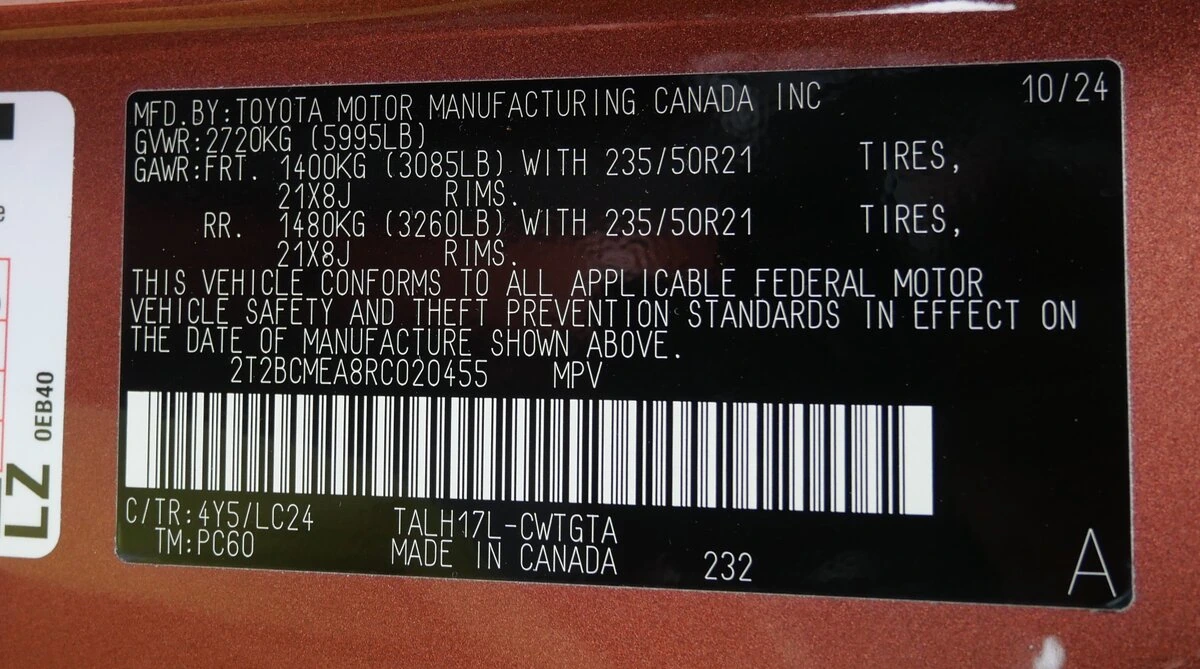 MFD.BY:TOYOTA MOTOR MANUFACTURING CANADA INC 10/24
GVWR:2720KG (5995LB)
GAWR:FRT. 1400KG (3085LB) WITH 235/50R21 TIRES,
21X8J RIMS.
RR. 1480KG (3260LB) WITH 235/50R21 TIRES,
21X8J RIMS.
THIS VEHICLE CONFORMS TO ALL APPLICABLE FEDERAL MOTOR
VEHICLE SAFETY AND THEFT PREVENTION STANDARDS IN EFFECT ON
THE DATE OF MANUFACTURE SHOWN ABOVE.
2T2BCMEA8RC020455 MPV
C/TR:4Y5/LC24 TALH17L-CWTGTA
TM:PC60 MADE IN CANADA 232 A
LZ 0EB40